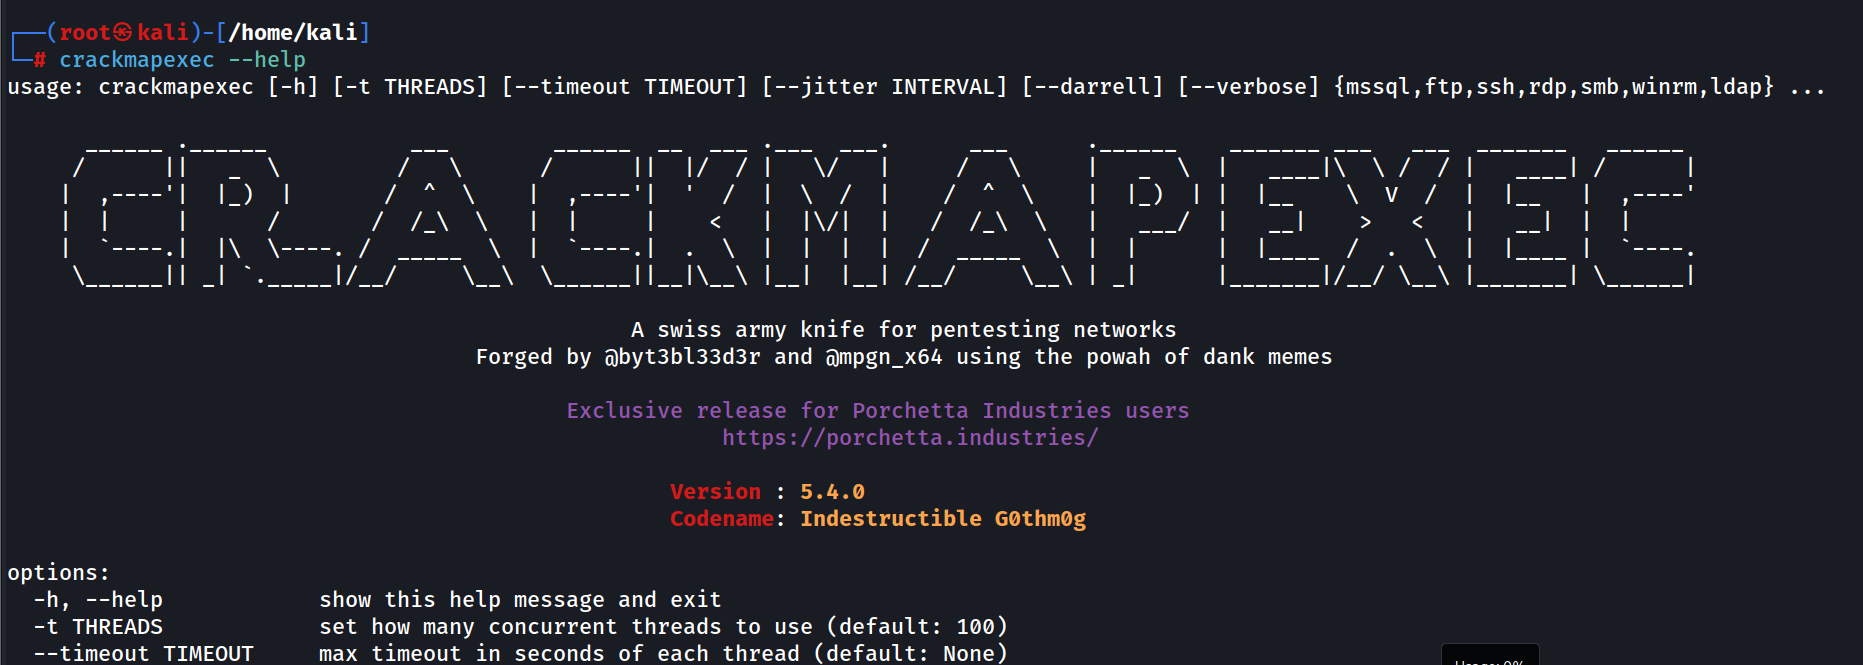 ┌──(root㉿kali)-[/home/kali]
└─# crackmapexec --help
usage: crackmapexec [-h] [-t THREADS] [--timeout TIMEOUT] [--jitter INTERVAL] [--darrell] [--verbose] {mssql,ftp,ssh,rdp,smb,winrm,ldap} ...
CRACKMAPEXEC
A swiss army knife for pentesting networks
Forged by @byt3bl33d3r and @mpgn_x64 using the powah of dank memes
Exclusive release for Porchetta Industries users
https://porchetta.industries/
Version : 5.4.0
Codename: Indestructible G0thm0g
options:
-h, --help show this help message and exit
-t THREADS set how many concurrent threads to use (default: 100)
--timeout TIMEOUT max timeout in seconds of each thread (default: None)